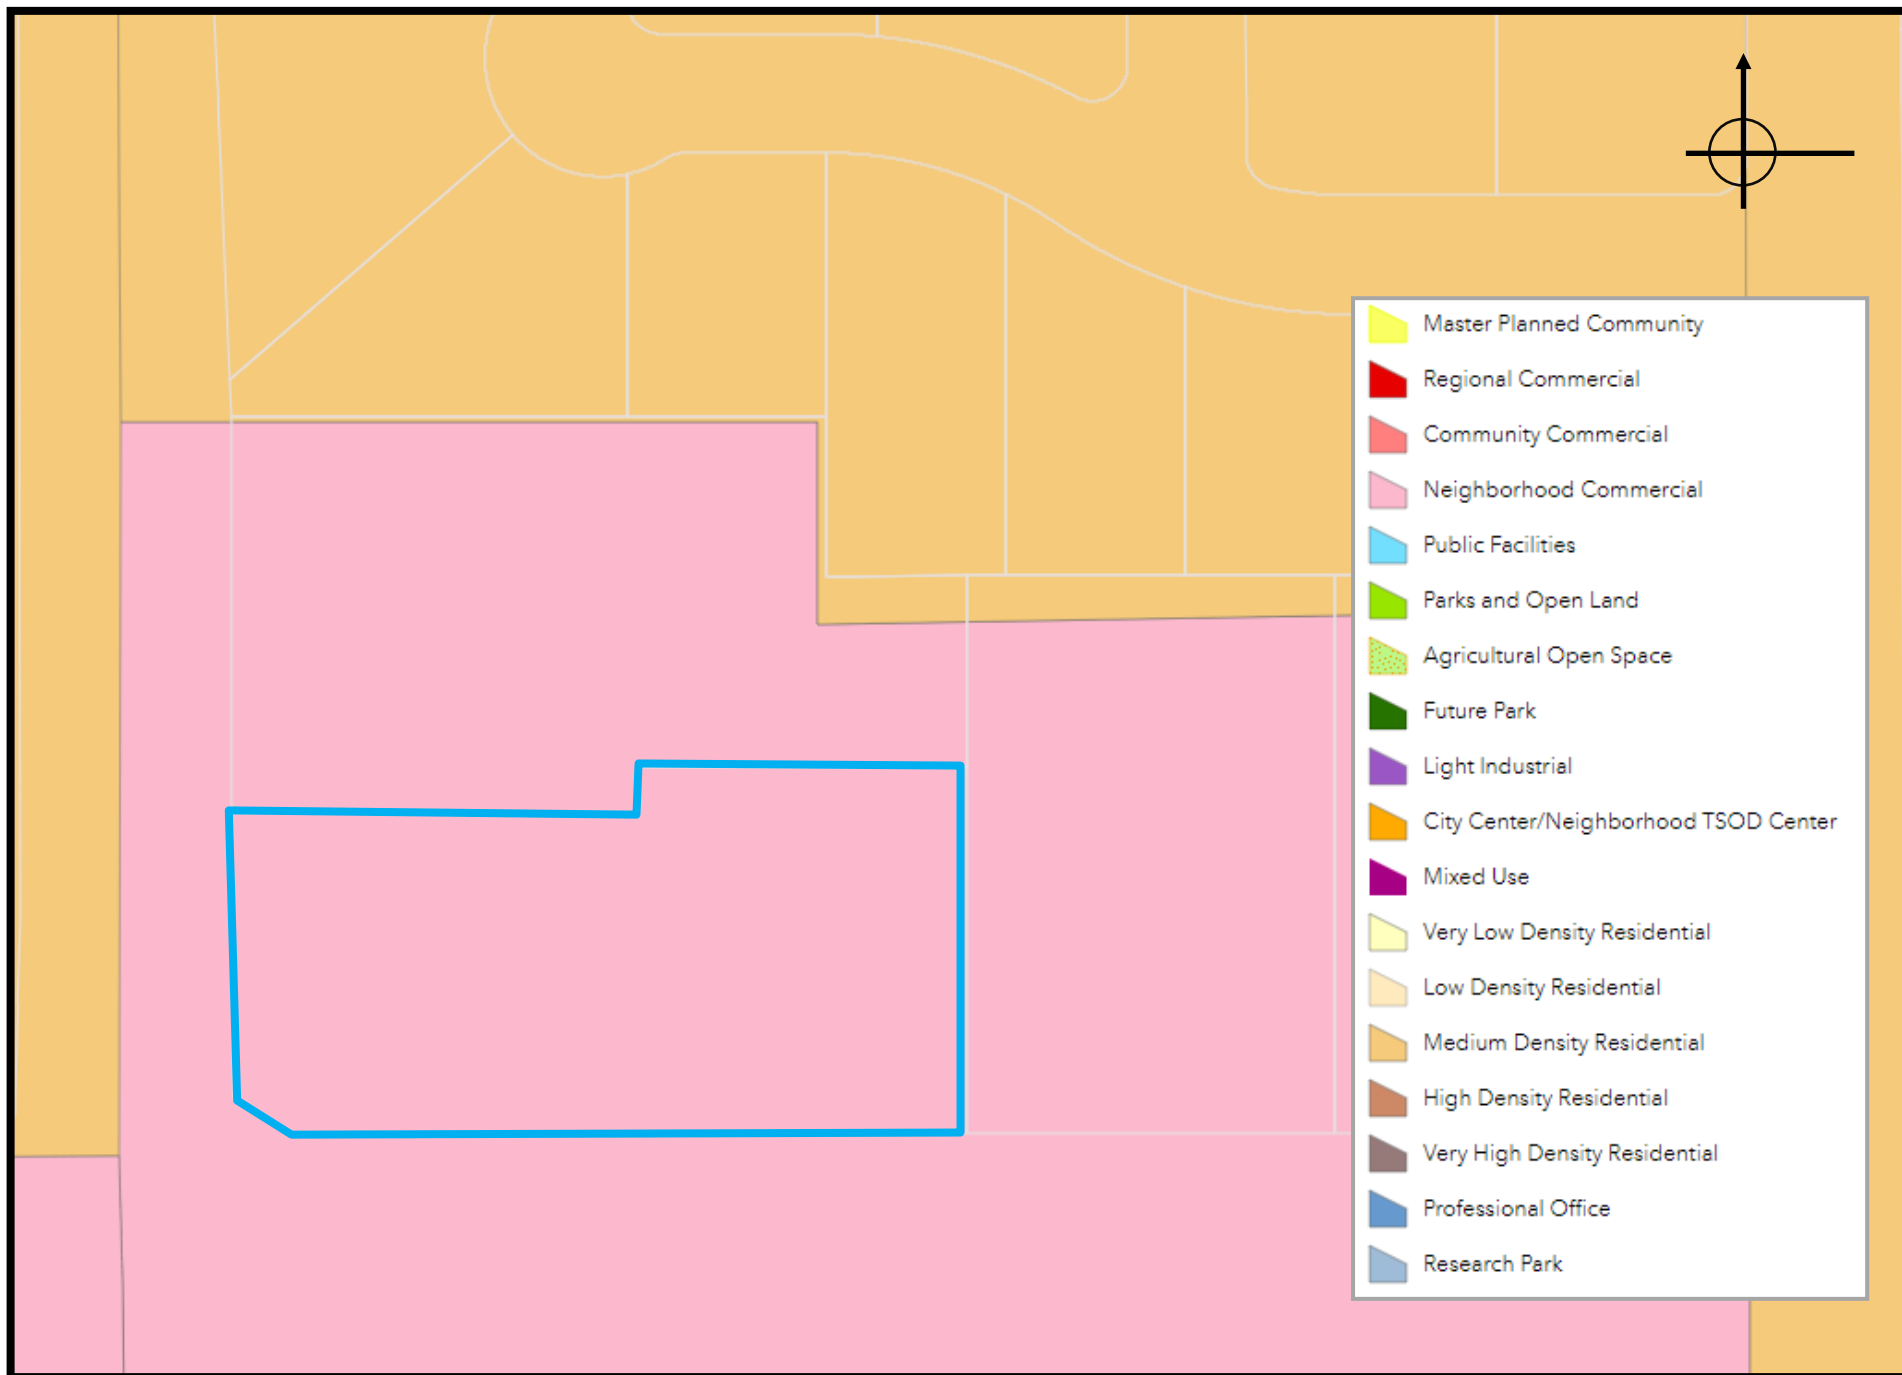 Master Planned Community
Regional Commercial
Community Commercial
Neighborhood Commercial
Public Facilities
Parks and Open Land
Agricultural Open Space
Future Park
Light Industrial
City Center/Neighborhood TSOD Center
Mixed Use
Very Low Density Residential
Low Density Residential
Medium Density Residential
High Density Residential
Very High Density Residential
Professional Office
Research Park